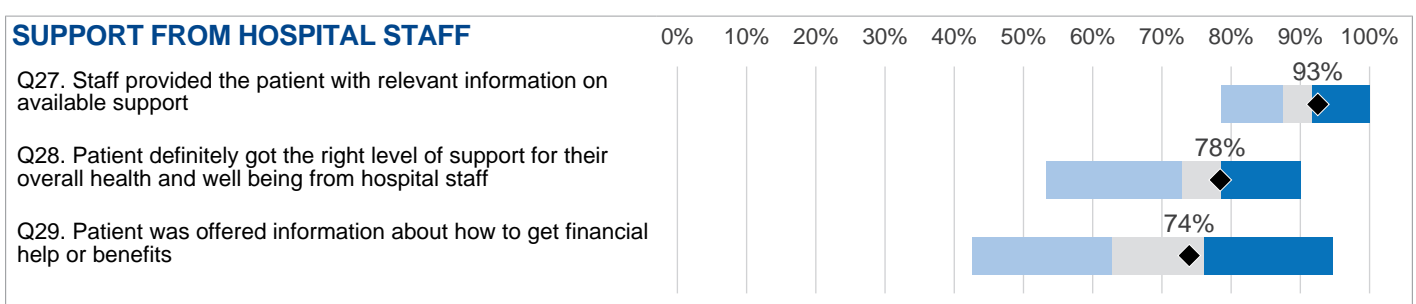 SUPPORT FROM HOSPITAL STAFF
0% 10% 20% 30% 40% 50% 60% 70% 80% 90% 100%
Q27. Staff provided the patient with relevant information on
available support
93%
Q28. Patient definitely got the right level of support for their
overall health and well being from hospital staff
78%
Q29. Patient was offered information about how to get financial
help or benefits
74%